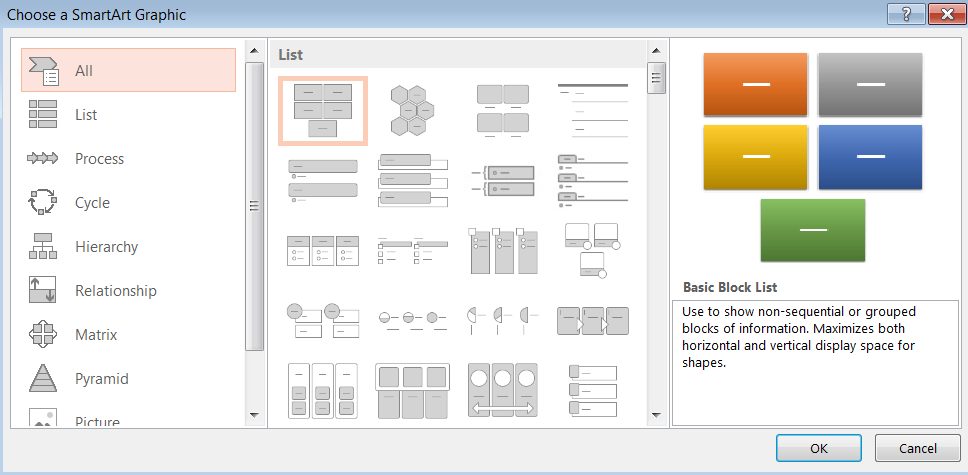 Choose a SmartArt Graphic
All
List
Process
Cycle
Hierarchy
Relationship
Matrix
Pyramid
Picture
List
Basic Block List
Use to show non-sequential or grouped
blocks of information. Maximizes both
horizontal and vertical display space for
shapes.
OK
Cancel